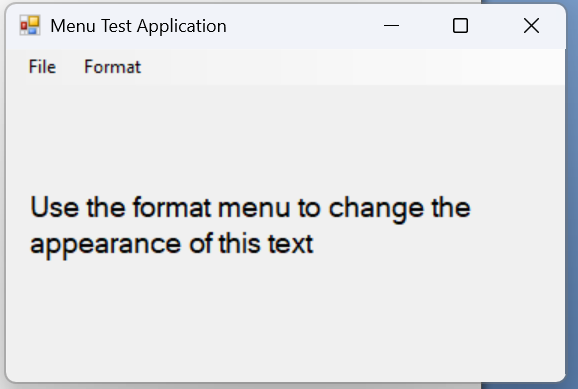 Menu Test Application
File Format
Use the format menu to change the
appearance of this text